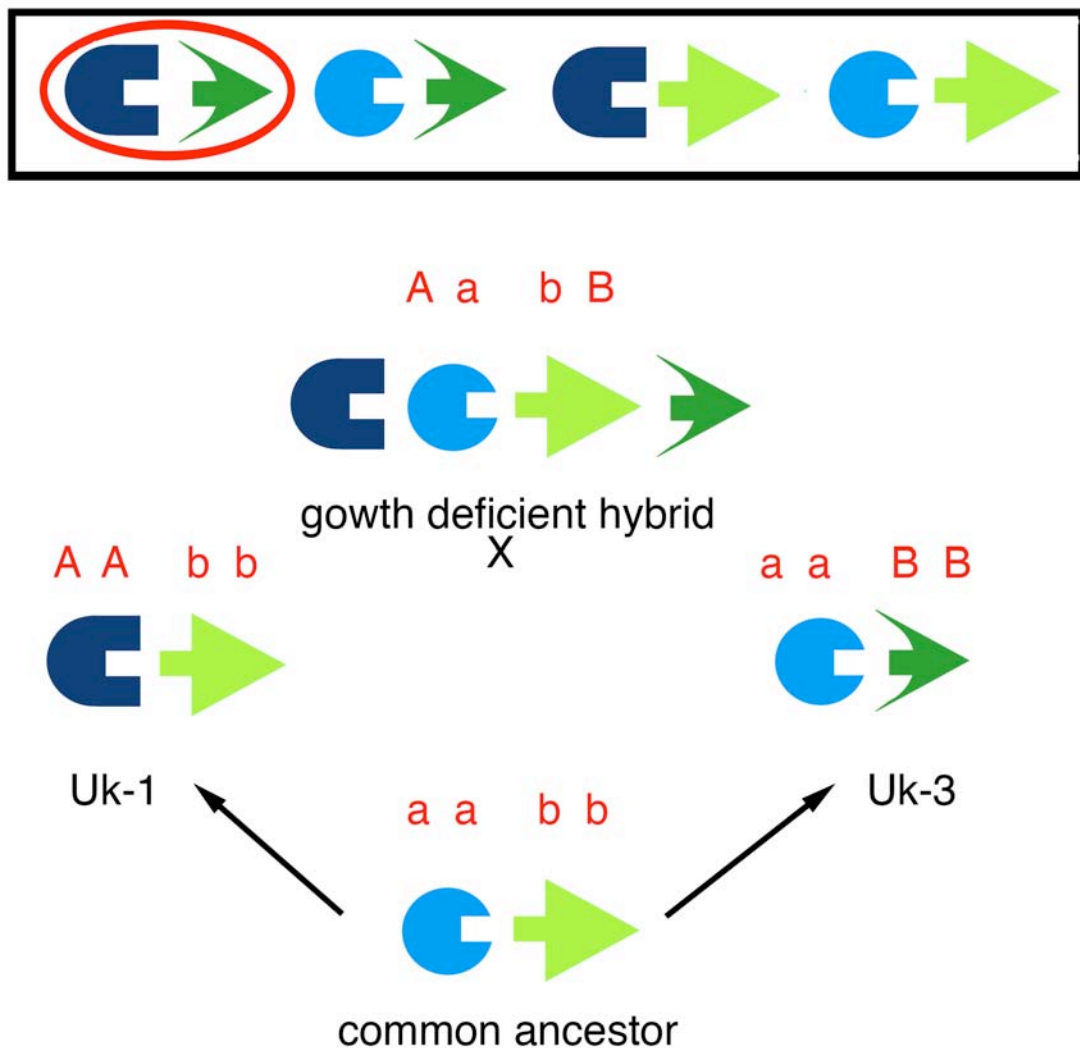 A a b B
gowth deficient hybrid
X
A A b b
a a B B
Uk-1
Uk-3
a a b b
common ancestor